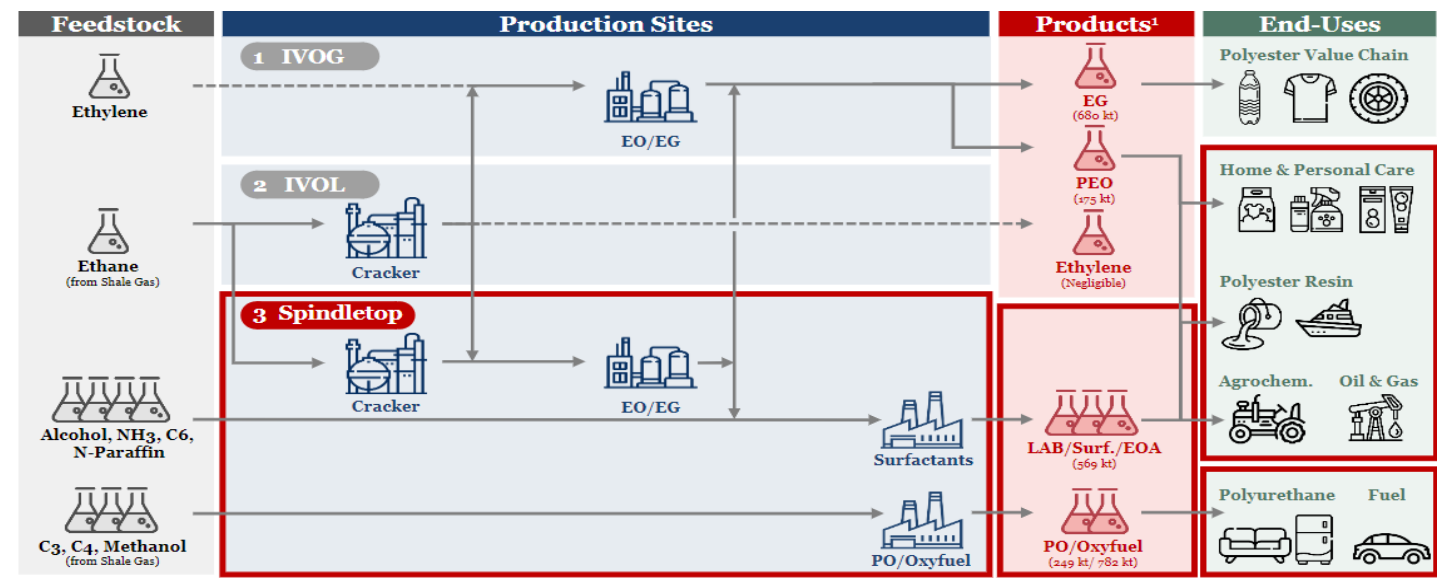 Feedstock
Production Sites
Products¹
End-Uses
1 IVOG
Ethylene
EO/EG
EG
(680 kt)
Polyester Value Chain
2 IVOL
Ethane
(from Shale Gas)
Cracker
PEO
(175 kt)
Ethylene
(Negligible)
Home & Personal Care
Polyester Resin
3 Spindletop
Cracker
EO/EG
Alcohol, NH3, C6,
N-Paraffin
Surfactants
LAB/Surf./EOA
(569 kt)
Agrochem.
Oil & Gas
C3, C4, Methanol
(from Shale Gas)
PO/Oxyfuel
PO/Oxyfuel
(249 kt/ 782 kt)
Polyurethane
Fuel